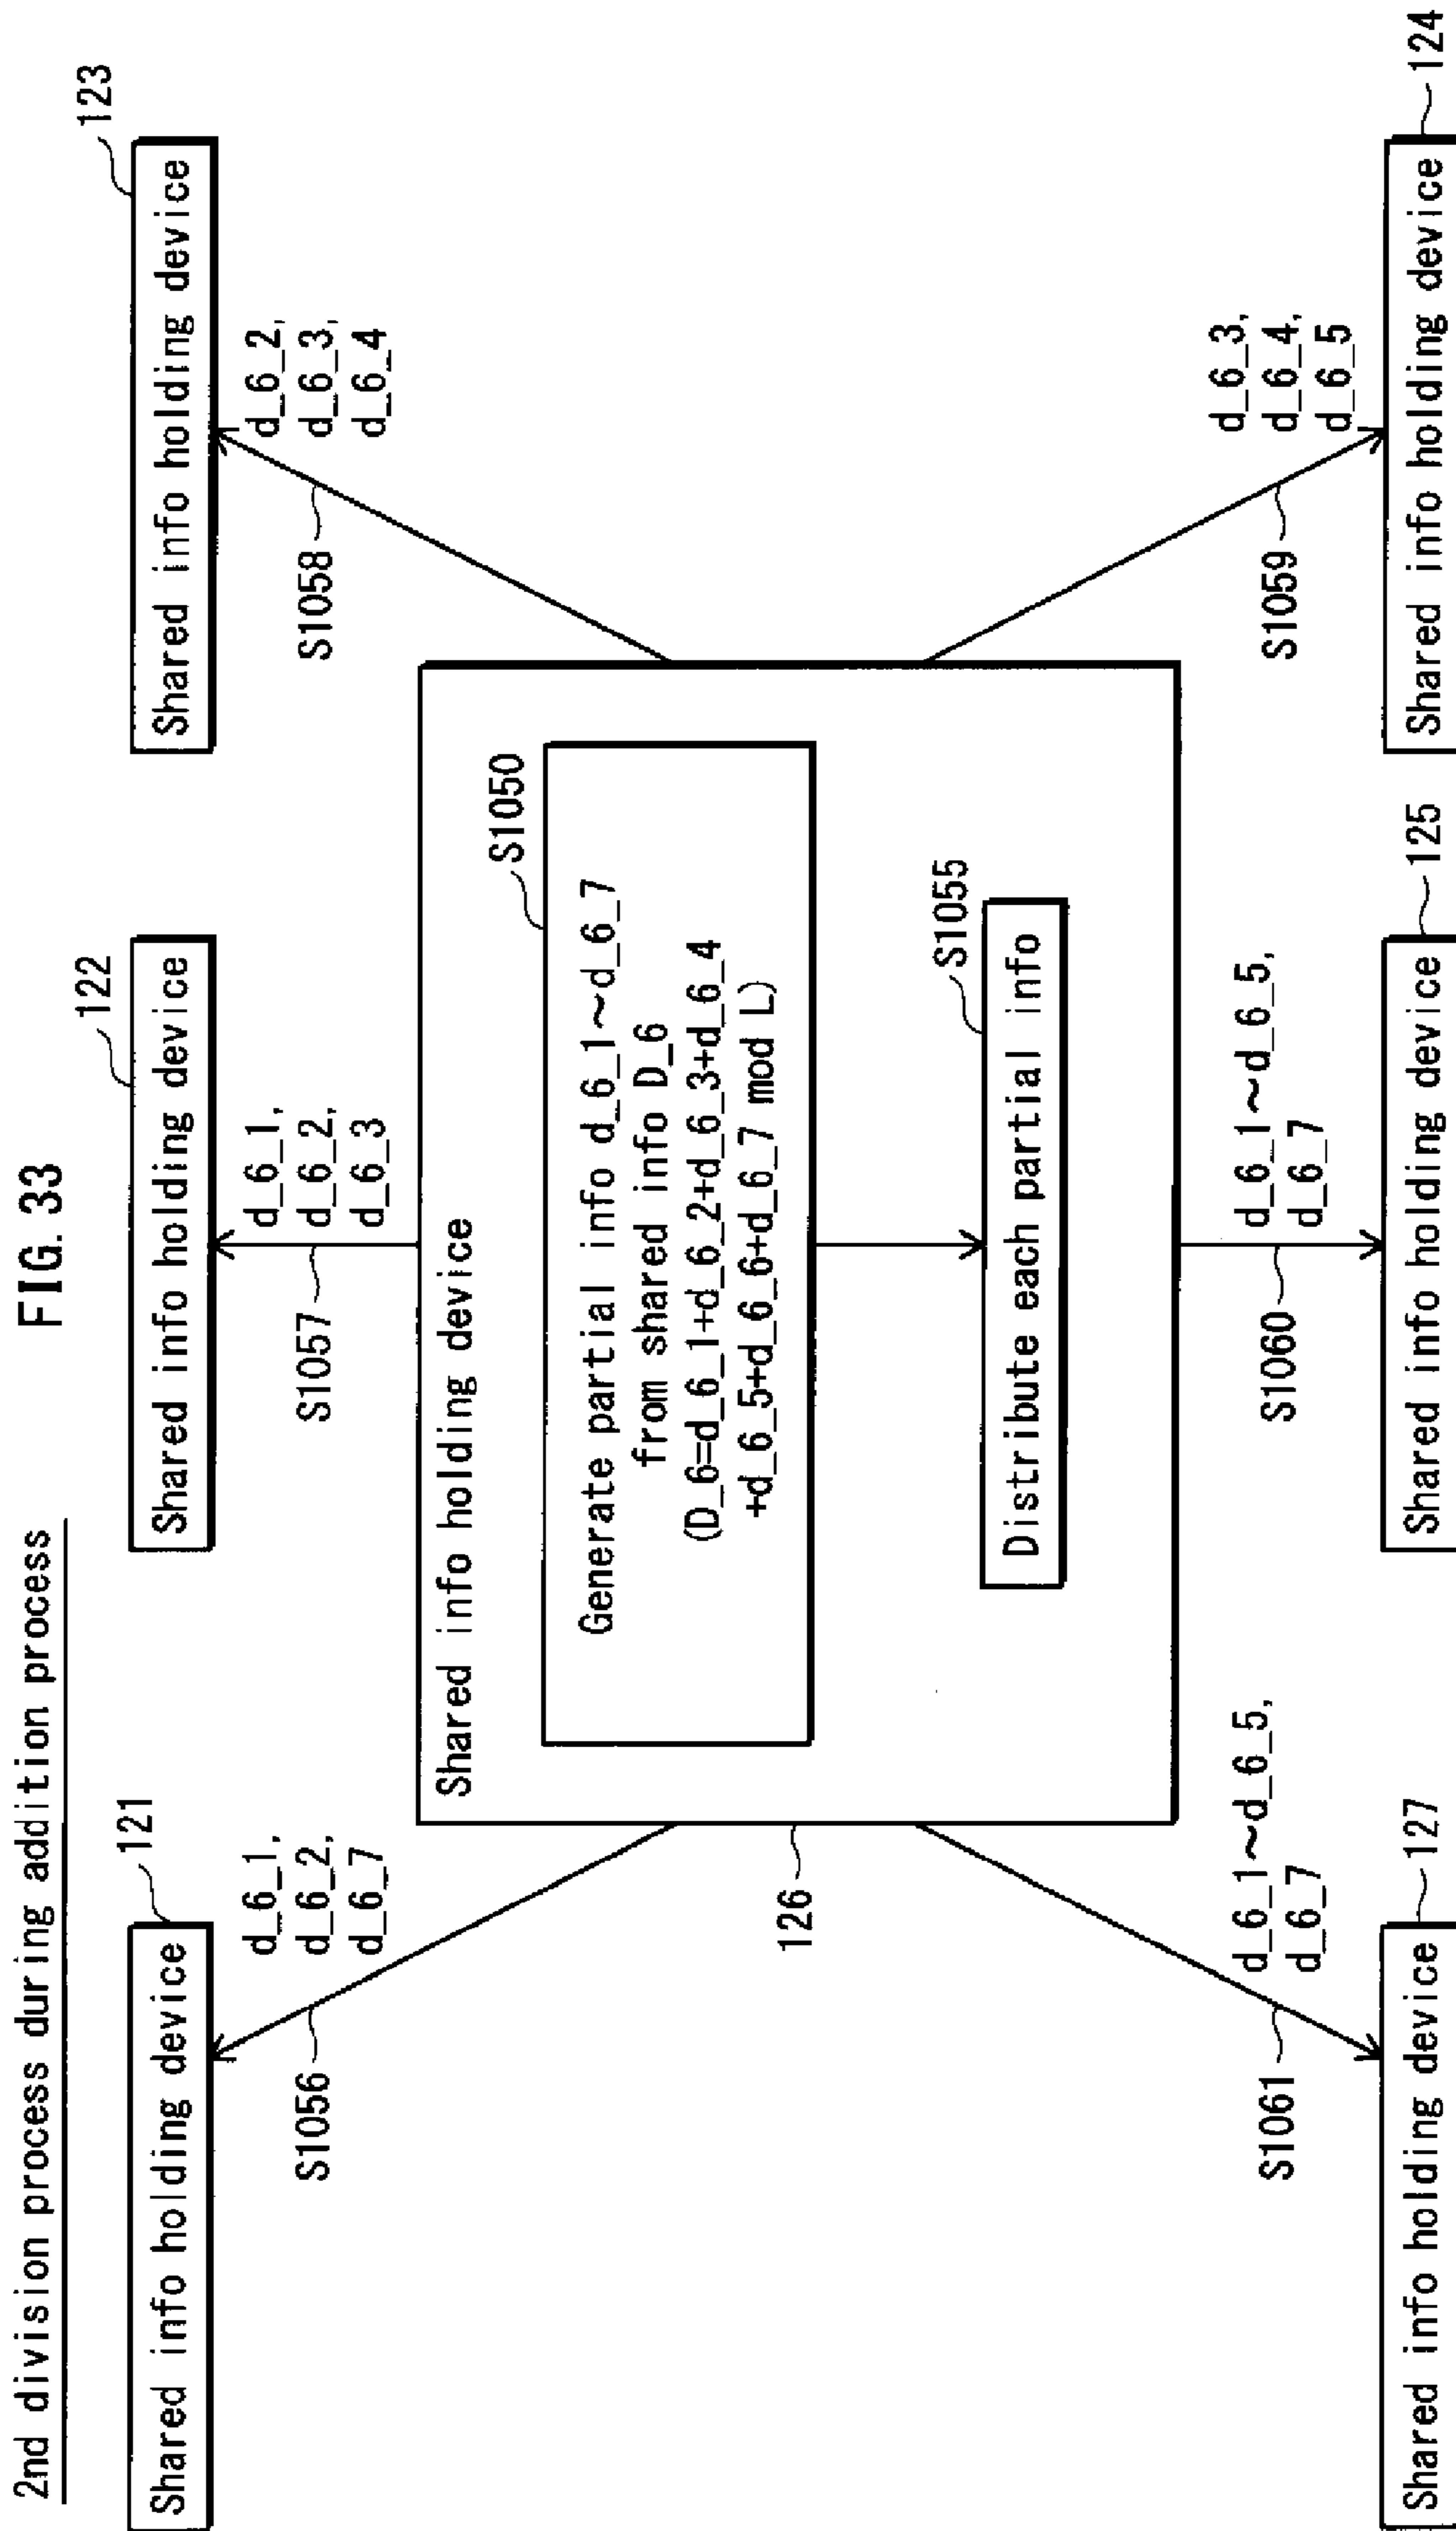 FIG. 33
2nd division process during addition process
121
Shared info holding device
122
Shared info holding device
123
Shared info holding device
d_6_1,
d_6_2,
d_6_7
S1056
d_6_1,
d_6_2,
d_6_3
S1057
d_6_2,
d_6_3,
d_6_4
S1058
Shared info holding device
S1050
Generate partial info d_6_1~d_6_7
from shared info D_6
(D_6=d_6_1+d_6_2+d_6_3+d_6_4
+d_6_5+d_6_6+d_6_7 mod L)
126
S1055
Distribute each partial info
S1061
d_6_1~d_6_5,
d_6_7
S1060
d_6_1~d_6_5,
d_6_7
S1059
d_6_3,
d_6_4,
d_6_5
Shared info holding device
127
Shared info holding device
125
Shared info holding device
124